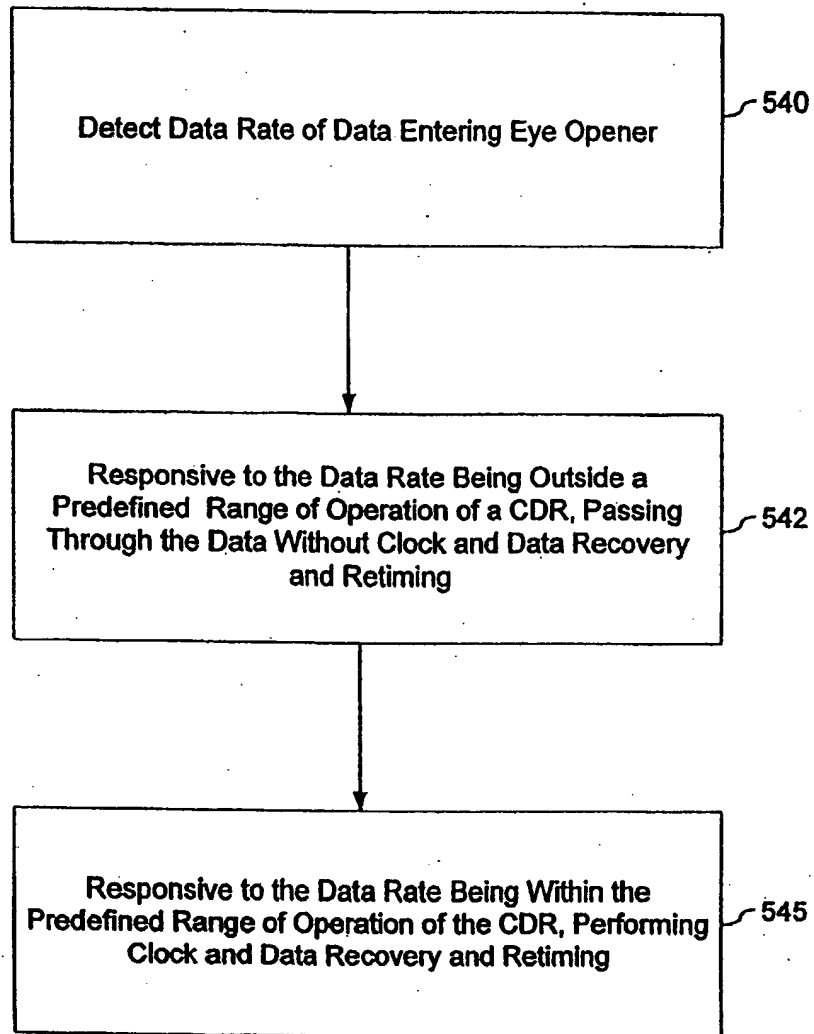 Detect Data Rate of Data Entering Eye Opener
540
Responsive to the Data Rate Being Outside a
Predefined Range of Operation of a CDR, Passing
Through the Data Without Clock and Data Recovery
and Retiming
542
Responsive to the Data Rate Being Within the
Predefined Range of Operation of the CDR, Performing
Clock and Data Recovery and Retiming
545